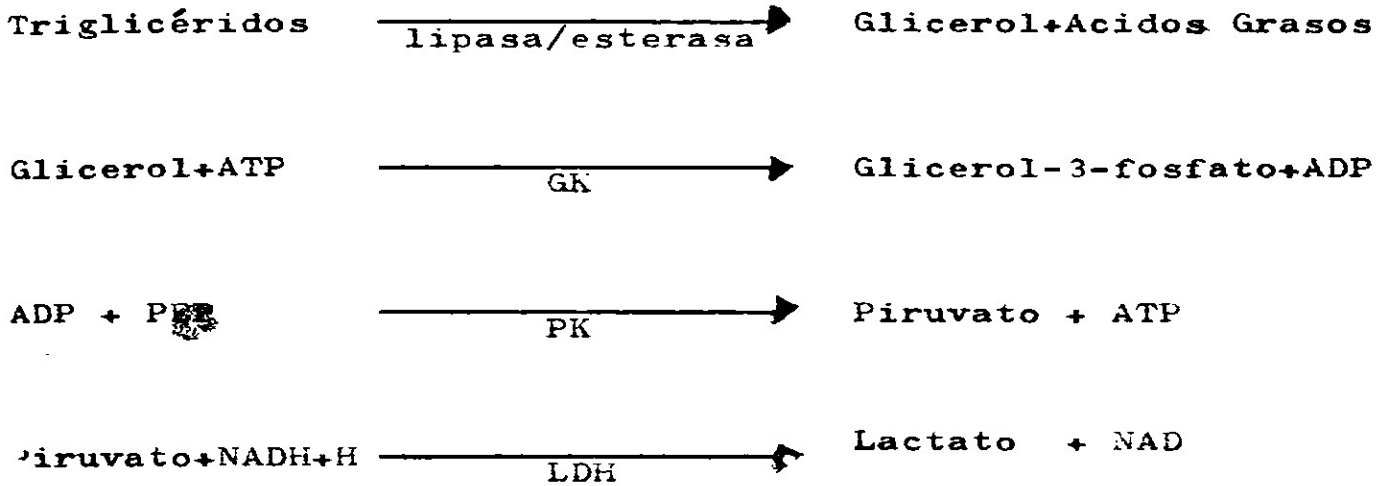 Triglicéridos lipasa/esterasa Glicerol+Acidos Grasos
Glicerol+ATP GK Glicerol-3-fosfato+ADP
ADP + PK Piruvato + ATP
iruvato+NADH+H LDH Lactato + NAD